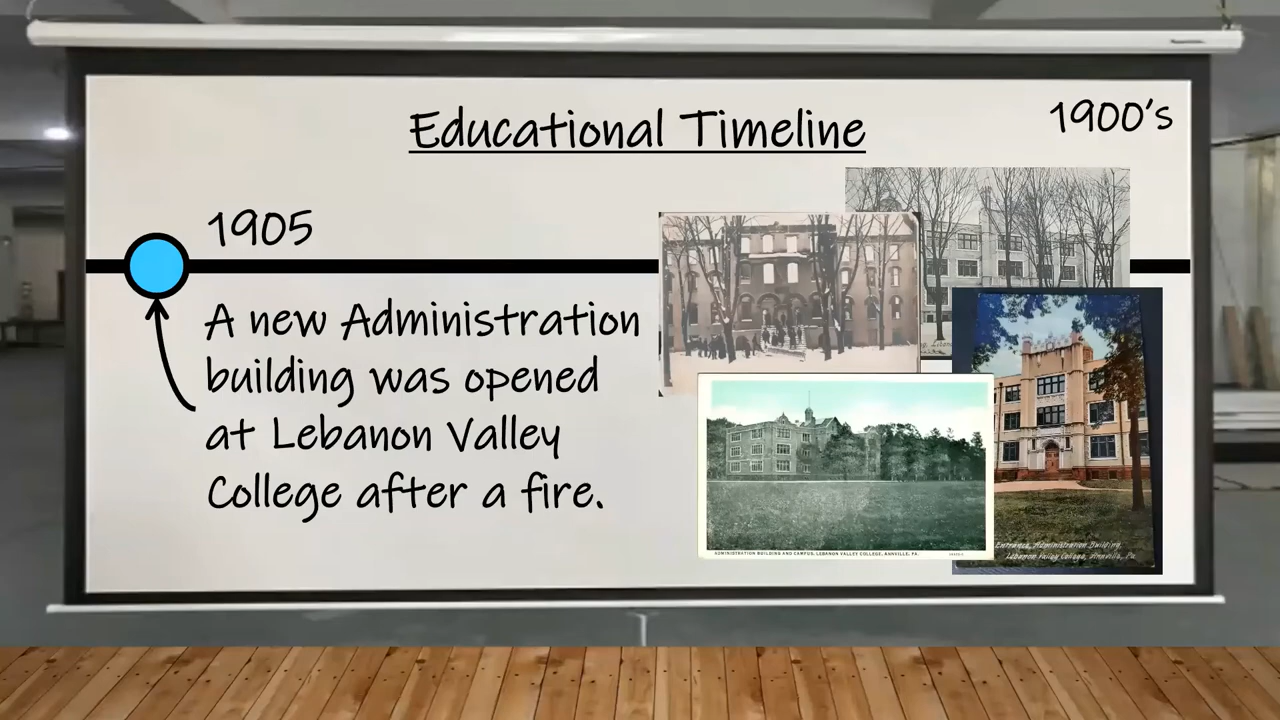 Educational Timeline
1900's
1905
A new Administration
building was opened
at Lebanon Valley
College after a fire.
ADMINISTRATION BUILDING AND CAMPUS, LEBANON VALLEY COLLEGE, ANNVILLE, PA.
Entrance, Administration Building,
Lebanon Valley College, Annville, Pa